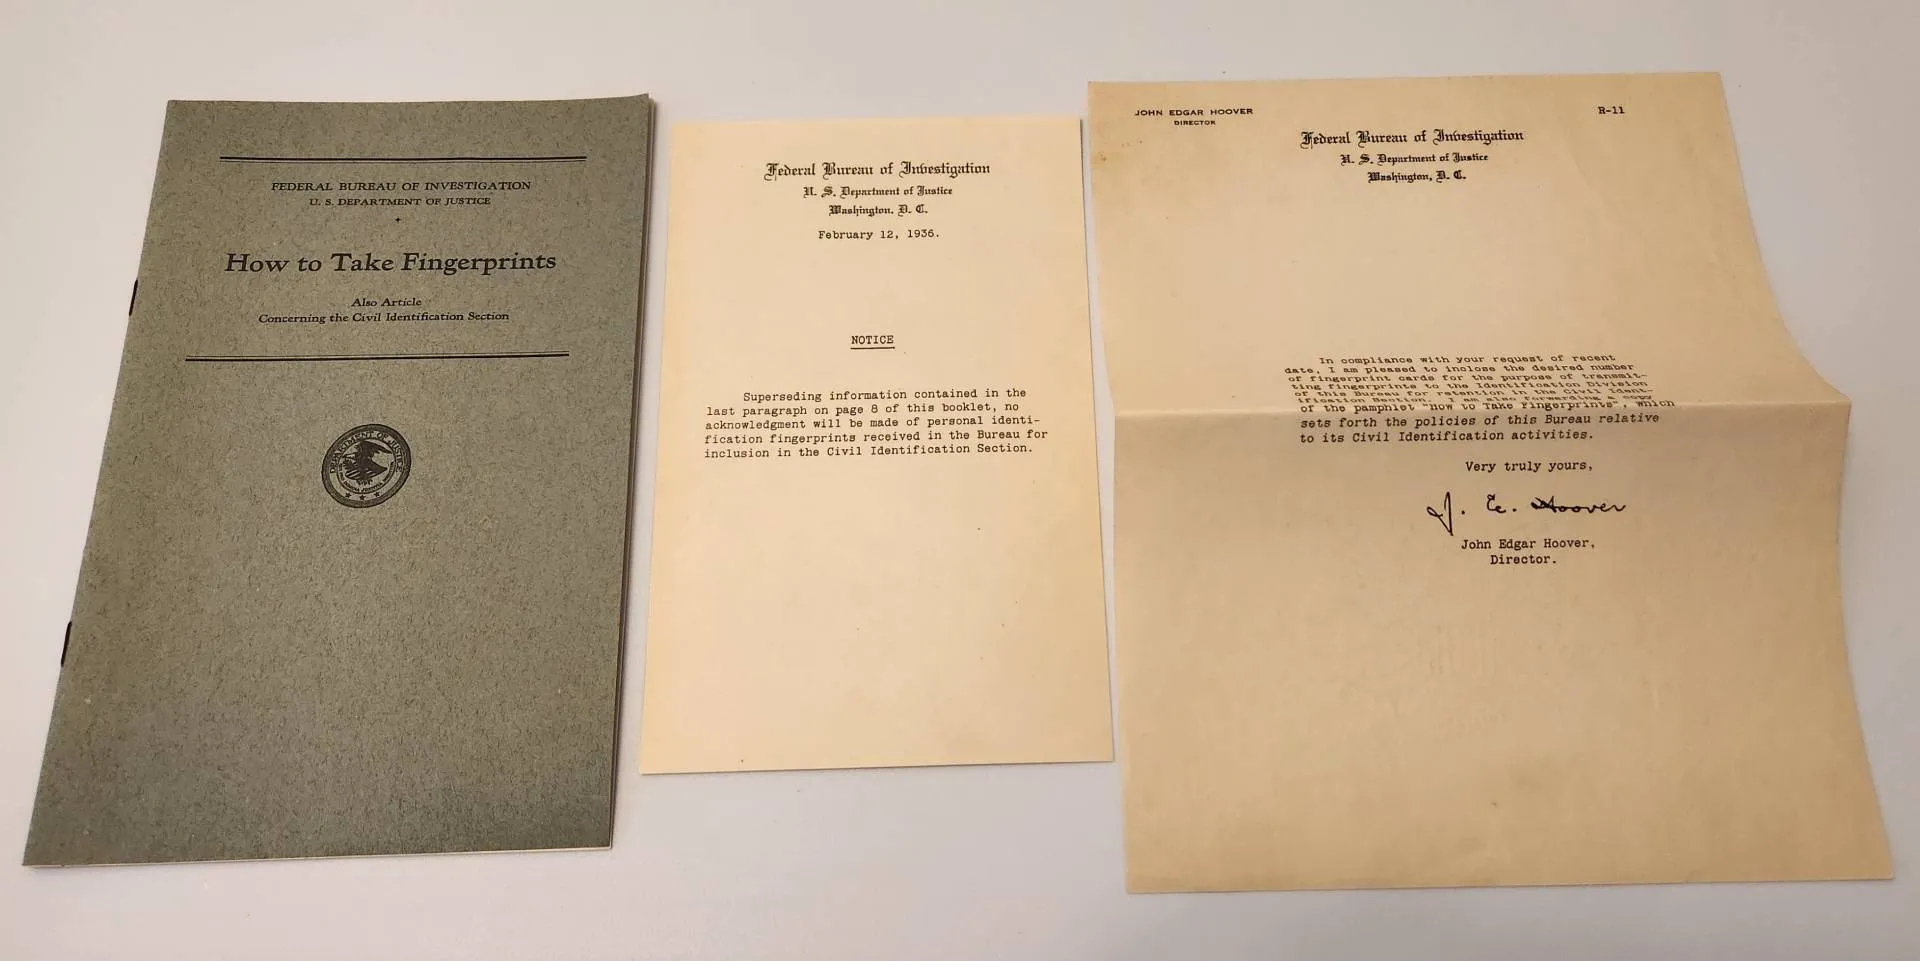 FEDERAL BUREAU OF INVESTIGATION
U. S. DEPARTMENT OF JUSTICE
How to Take Fingerprints
Also Article
Concerning the Civil Identification Section
DEPARTMENT OF JUSTICE
Federal Bureau of Investigation
U. S. Department of Justice
Washington, D. C.
February 12, 1936.
NOTICE
Superseding information contained in the
last paragraph on page 8 of this booklet, no
acknowledgment will be made of personal identi-
fication fingerprints received in the Bureau for
inclusion in the Civil Identification Section.
JOHN EDGAR HOOVER
DIRECTOR
R-11
Federal Bureau of Investigation
U. S. Department of Justice
Washington, D. C.
In compliance with your request of recent
date, I am pleased to inclose the desired number
of fingerprint cards for the purpose of transmit-
ting fingerprints to the Identification Division
of this Bureau for retention in the Civil Ident-
ification Section. I am also forwarding a copy
of the pamphlet "How to Take Fingerprints", which
sets forth the policies of this Bureau relative
to its Civil Identification activities.
Very truly yours,
J. E. Hoover
John Edgar Hoover,
Director.